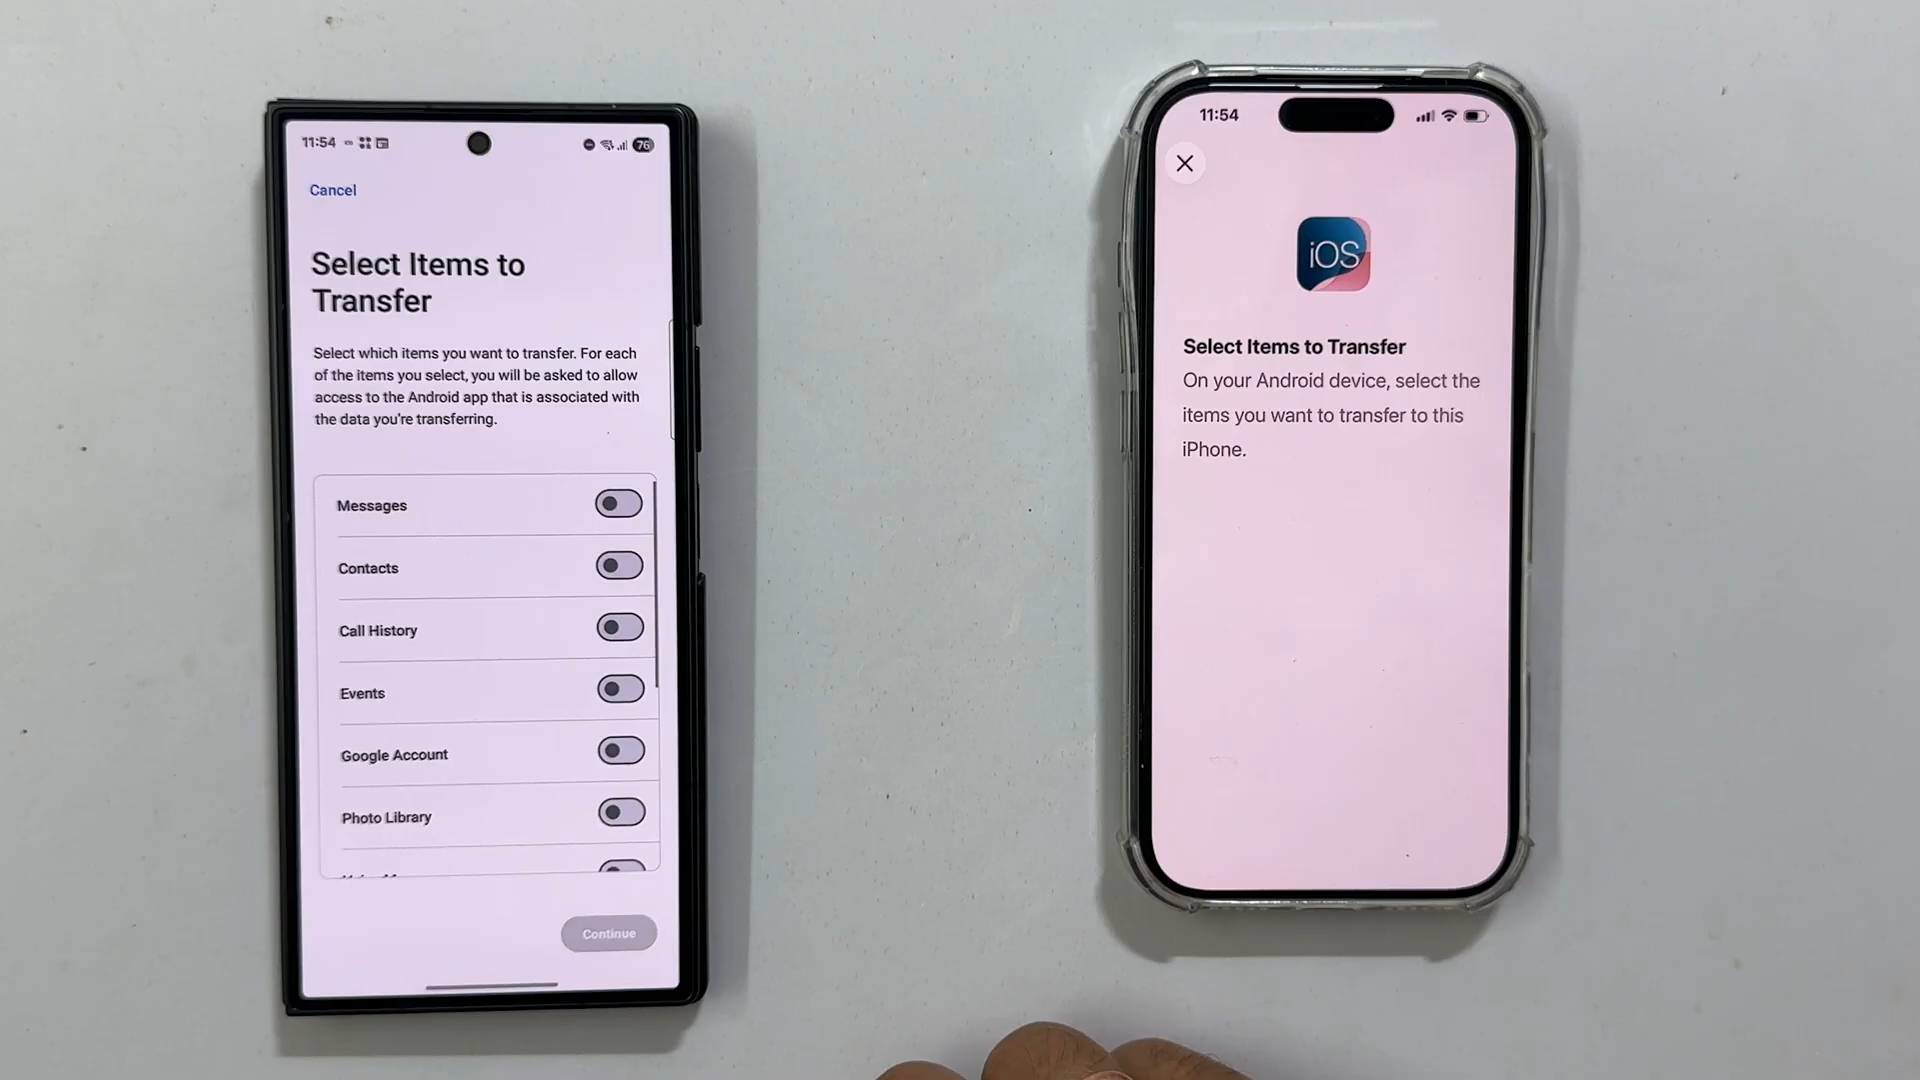 11:54
76
Cancel
Select Items to
Transfer
Select which items you want to transfer. For each
of the items you select, you will be asked to allow
access to the Android app that is associated with
the data you're transferring.
Messages
Contacts
Call History
Events
Google Account
Photo Library
Continue
11:54
iOS
Select Items to Transfer
On your Android device, select the
items you want to transfer to this
iPhone.